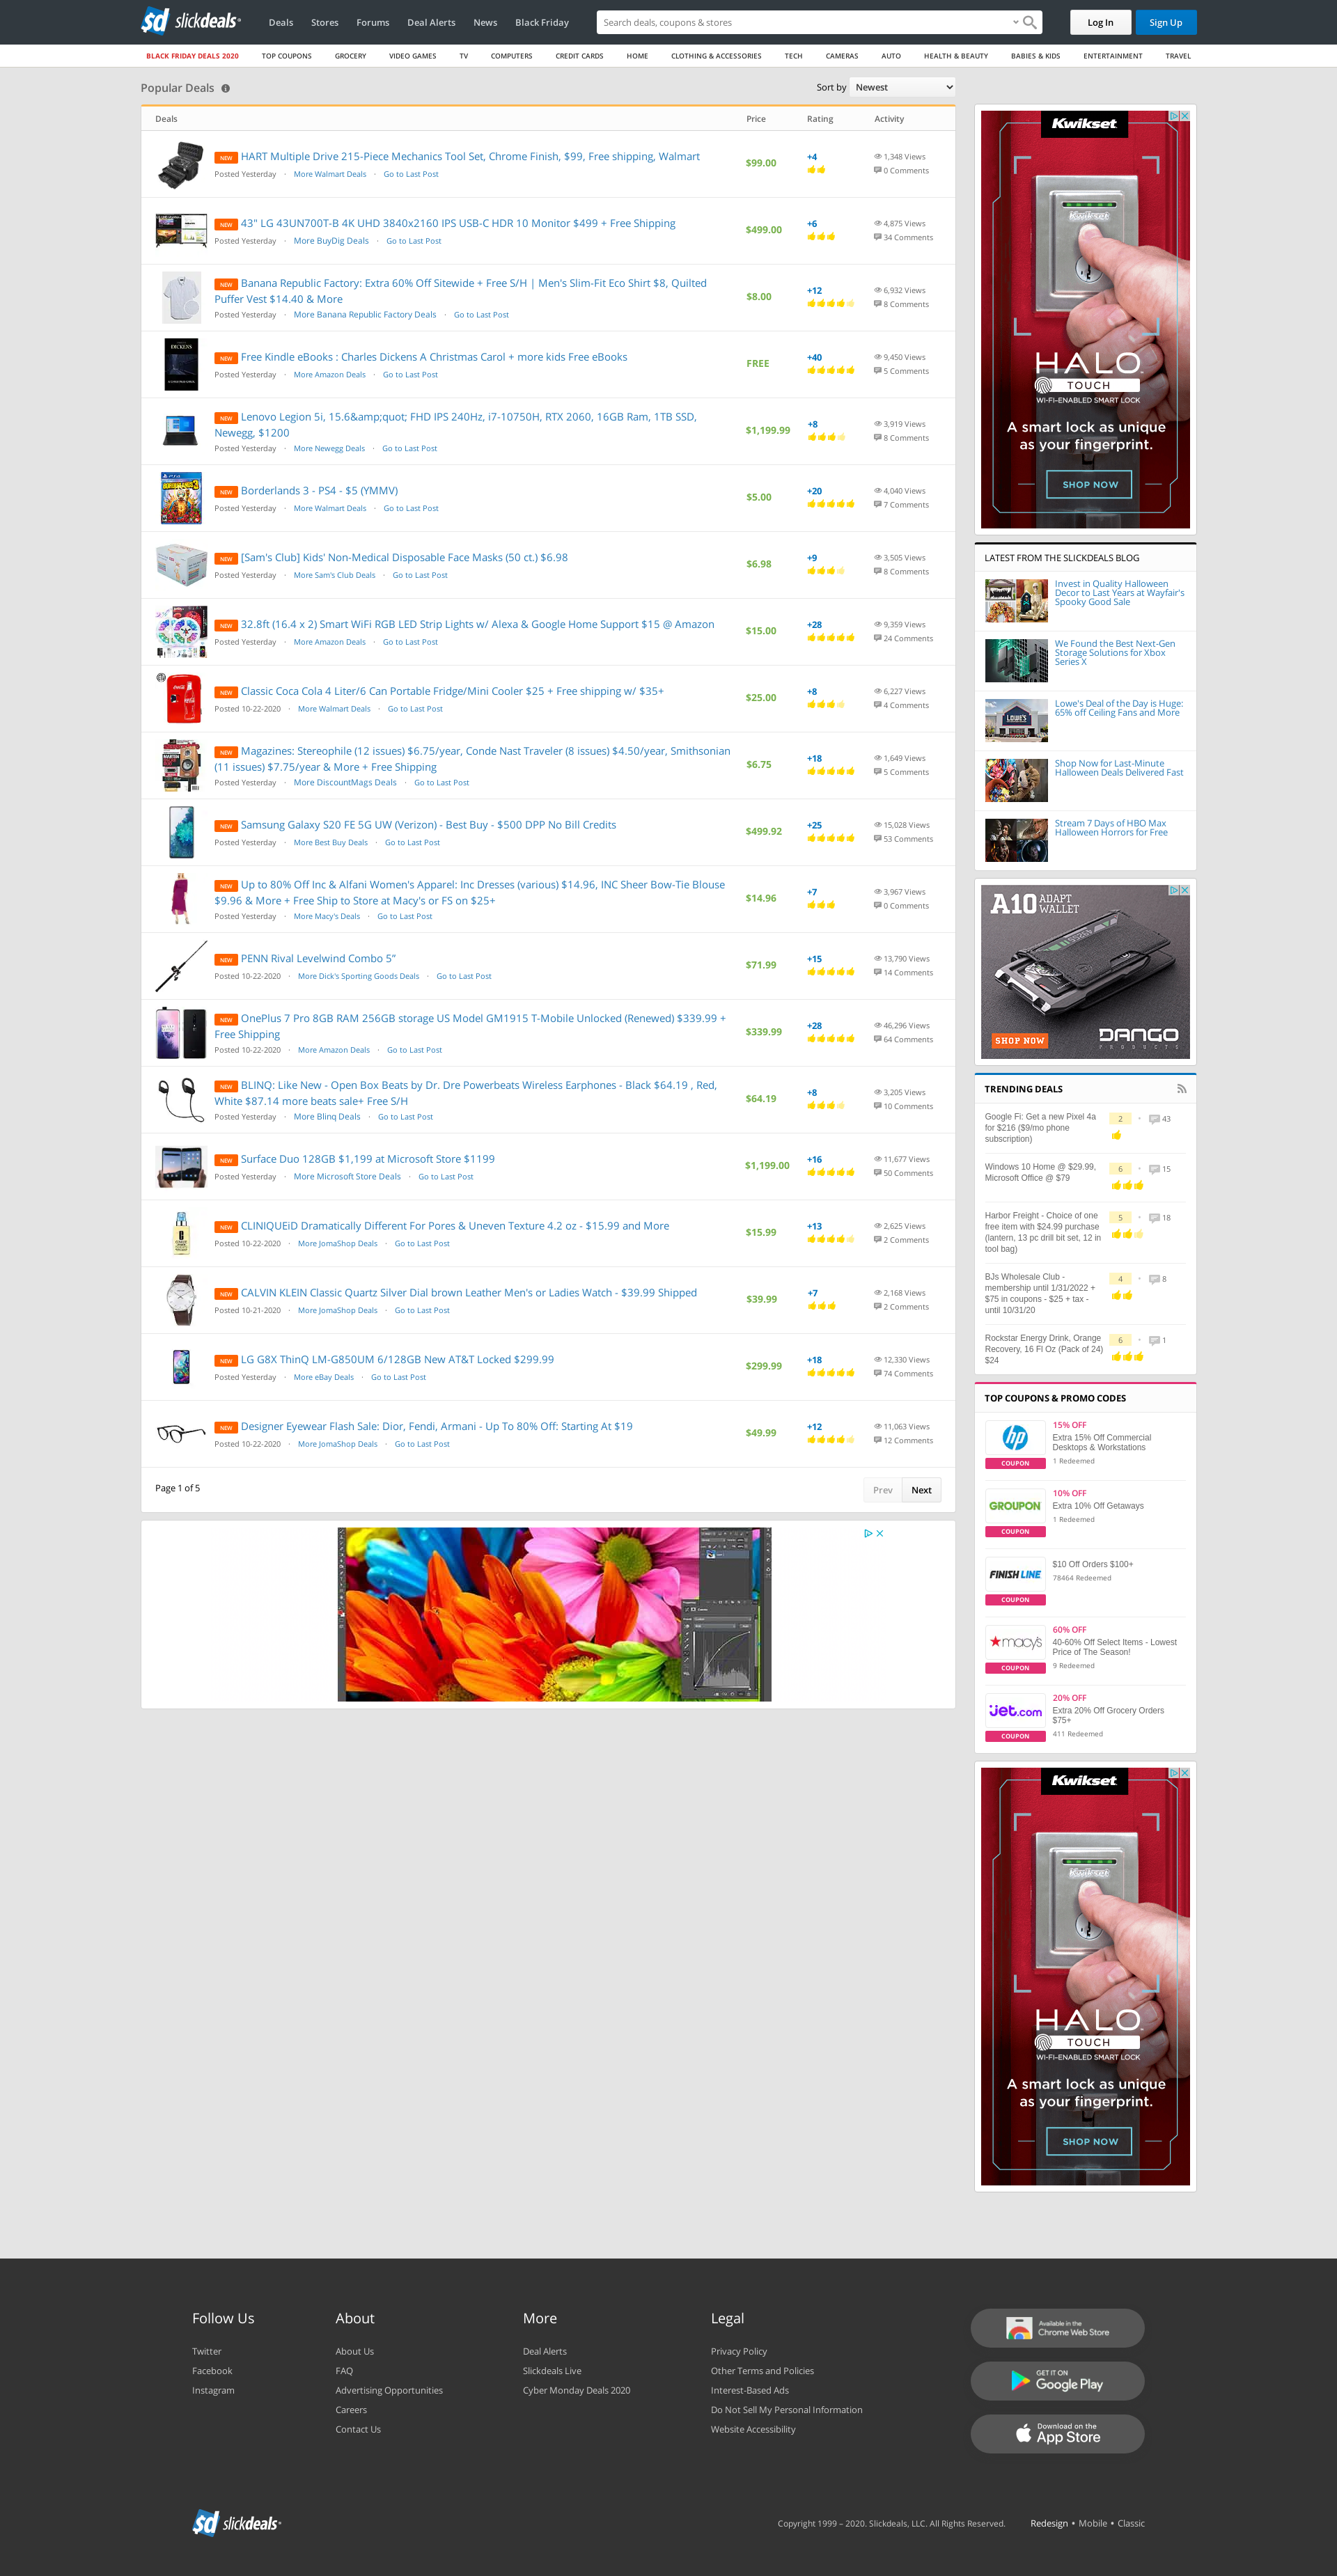 slickdeals
Deals
Stores
Forums
Deal Alerts
News
Black Friday
Search deals, coupons & stores
Log In
Sign Up
BLACK FRIDAY DEALS 2020
TOP COUPONS
GROCERY
VIDEO GAMES
TV
COMPUTERS
CREDIT CARDS
HOME
CLOTHING & ACCESSORIES
TECH
CAMERAS
AUTO
HEALTH & BEAUTY
BABIES & KIDS
ENTERTAINMENT
TRAVEL
Popular Deals
Sort by Newest
Deals Price Rating Activity
NEW HART Multiple Drive 215-Piece Mechanics Tool Set, Chrome Finish, $99, Free shipping, Walmart
Posted Yesterday · More Walmart Deals · Go to Last Post
$99.00
+4
1,348 Views
0 Comments
NEW 43" LG 43UN700T-B 4K UHD 3840x2160 IPS USB-C HDR 10 Monitor $499 + Free Shipping
Posted Yesterday · More BuyDig Deals · Go to Last Post
$499.00
+6
4,875 Views
34 Comments
NEW Banana Republic Factory: Extra 60% Off Sitewide + Free S/H | Men's Slim-Fit Eco Shirt $8, Quilted
Puffer Vest $14.40 & More
Posted Yesterday · More Banana Republic Factory Deals · Go to Last Post
$8.00
+12
6,932 Views
8 Comments
NEW Free Kindle eBooks : Charles Dickens A Christmas Carol + more kids Free eBooks
Posted Yesterday · More Amazon Deals · Go to Last Post
FREE
+40
9,450 Views
5 Comments
NEW Lenovo Legion 5i, 15.6&amp;quot; FHD IPS 240Hz, i7-10750H, RTX 2060, 16GB Ram, 1TB SSD,
Newegg, $1200
Posted Yesterday · More Newegg Deals · Go to Last Post
$1,199.99
+8
3,919 Views
8 Comments
NEW Borderlands 3 - PS4 - $5 (YMMV)
Posted Yesterday · More Walmart Deals · Go to Last Post
$5.00
+20
4,040 Views
7 Comments
NEW [Sam's Club] Kids' Non-Medical Disposable Face Masks (50 ct.) $6.98
Posted Yesterday · More Sam's Club Deals · Go to Last Post
$6.98
+9
3,505 Views
8 Comments
NEW 32.8ft (16.4 x 2) Smart WiFi RGB LED Strip Lights w/ Alexa & Google Home Support $15 @ Amazon
Posted Yesterday · More Amazon Deals · Go to Last Post
$15.00
+28
9,359 Views
24 Comments
NEW Classic Coca Cola 4 Liter/6 Can Portable Fridge/Mini Cooler $25 + Free shipping w/ $35+
Posted 10-22-2020 · More Walmart Deals · Go to Last Post
$25.00
+8
6,227 Views
4 Comments
NEW Magazines: Stereophile (12 issues) $6.75/year, Conde Nast Traveler (8 issues) $4.50/year, Smithsonian
(11 issues) $7.75/year & More + Free Shipping
Posted Yesterday · More DiscountMags Deals · Go to Last Post
$6.75
+18
1,649 Views
5 Comments
NEW Samsung Galaxy S20 FE 5G UW (Verizon) - Best Buy - $500 DPP No Bill Credits
Posted Yesterday · More Best Buy Deals · Go to Last Post
$499.92
+25
15,028 Views
53 Comments
NEW Up to 80% Off Inc & Alfani Women's Apparel: Inc Dresses (various) $14.96, INC Sheer Bow-Tie Blouse
$9.96 & More + Free Ship to Store at Macy's or FS on $25+
Posted Yesterday · More Macy's Deals · Go to Last Post
$14.96
+7
3,967 Views
0 Comments
NEW PENN Rival Levelwind Combo 5”
Posted 10-22-2020 · More Dick's Sporting Goods Deals · Go to Last Post
$71.99
+15
13,790 Views
14 Comments
NEW OnePlus 7 Pro 8GB RAM 256GB storage US Model GM1915 T-Mobile Unlocked (Renewed) $339.99 +
Free Shipping
Posted 10-22-2020 · More Amazon Deals · Go to Last Post
$339.99
+28
46,296 Views
64 Comments
NEW BLINQ: Like New - Open Box Beats by Dr. Dre Powerbeats Wireless Earphones - Black $64.19 , Red,
White $87.14 more beats sale+ Free S/H
Posted Yesterday · More Blinq Deals · Go to Last Post
$64.19
+8
3,205 Views
10 Comments
NEW Surface Duo 128GB $1,199 at Microsoft Store $1199
Posted Yesterday · More Microsoft Store Deals · Go to Last Post
$1,199.00
+16
11,677 Views
50 Comments
NEW CLINIQUEiD Dramatically Different For Pores & Uneven Texture 4.2 oz - $15.99 and More
Posted 10-22-2020 · More JomaShop Deals · Go to Last Post
$15.99
+13
2,625 Views
2 Comments
NEW CALVIN KLEIN Classic Quartz Silver Dial brown Leather Men's or Ladies Watch - $39.99 Shipped
Posted 10-21-2020 · More JomaShop Deals · Go to Last Post
$39.99
+7
2,168 Views
2 Comments
NEW LG G8X ThinQ LM-G850UM 6/128GB New AT&T Locked $299.99
Posted Yesterday · More eBay Deals · Go to Last Post
$299.99
+18
12,330 Views
74 Comments
NEW Designer Eyewear Flash Sale: Dior, Fendi, Armani - Up To 80% Off: Starting At $19
Posted 10-22-2020 · More JomaShop Deals · Go to Last Post
$49.99
+12
11,063 Views
12 Comments
Page 1 of 5
Prev
Next
Kwikset
Kwikset
HALO
TOUCH
WI-FI-ENABLED SMART LOCK
A smart lock as unique
as your fingerprint.
SHOP NOW
LATEST FROM THE SLICKDEALS BLOG
Invest in Quality Halloween
Decor to Last Years at Wayfair's
Spooky Good Sale
We Found the Best Next-Gen
Storage Solutions for Xbox
Series X
LOWE'S
Lowe's Deal of the Day is Huge:
65% off Ceiling Fans and More
Shop Now for Last-Minute
Halloween Deals Delivered Fast
Stream 7 Days of HBO Max
Halloween Horrors for Free
A10 ADAPT
WALLET
SHOP NOW
DANGO
PRODUCTS
TRENDING DEALS
Google Fi: Get a new Pixel 4a
for $216 ($9/mo phone
subscription)
2 · 43
Windows 10 Home @ $29.99,
Microsoft Office @ $79
6 · 15
Harbor Freight - Choice of one
free item with $24.99 purchase
(lantern, 13 pc drill bit set, 12 in
tool bag)
5 · 18
BJs Wholesale Club -
membership until 1/31/2022 +
$75 in coupons - $25 + tax -
until 10/31/20
4 · 8
Rockstar Energy Drink, Orange
Recovery, 16 Fl Oz (Pack of 24)
$24
6 · 1
TOP COUPONS & PROMO CODES
hp
COUPON
15% OFF
Extra 15% Off Commercial
Desktops & Workstations
1 Redeemed
GROUPON
COUPON
10% OFF
Extra 10% Off Getaways
1 Redeemed
FINISH LINE
COUPON
$10 Off Orders $100+
78464 Redeemed
macy's
COUPON
60% OFF
40-60% Off Select Items - Lowest
Price of The Season!
9 Redeemed
jet.com
COUPON
20% OFF
Extra 20% Off Grocery Orders
$75+
411 Redeemed
Kwikset
Kwikset
HALO
TOUCH
WI-FI-ENABLED SMART LOCK
A smart lock as unique
as your fingerprint.
SHOP NOW
Follow Us
Twitter
Facebook
Instagram
About
About Us
FAQ
Advertising Opportunities
Careers
Contact Us
More
Deal Alerts
Slickdeals Live
Cyber Monday Deals 2020
Legal
Privacy Policy
Other Terms and Policies
Interest-Based Ads
Do Not Sell My Personal Information
Website Accessibility
Available in the
Chrome Web Store
GET IT ON
Google Play
Download on the
App Store
slickdeals
Copyright 1999 – 2020. Slickdeals, LLC. All Rights Reserved.
Redesign • Mobile • Classic